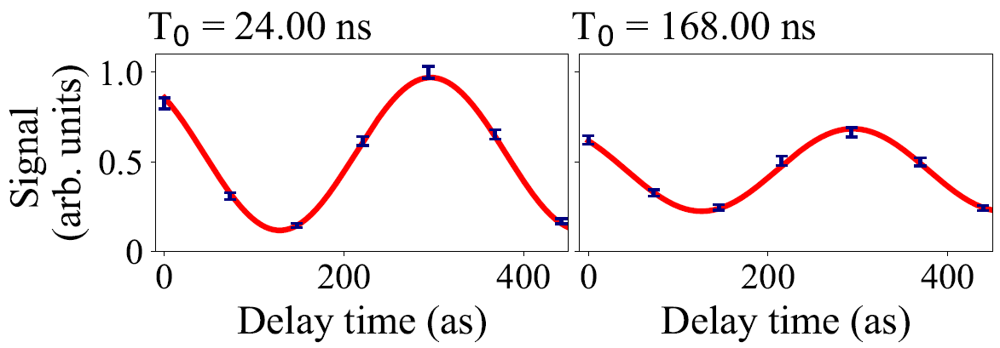 T₀ = 24.00 ns
T₀ = 168.00 ns
Signal
(arb. units)
1.0
0.5
0
0 200 400
0 200 400
Delay time (as)
Delay time (as)